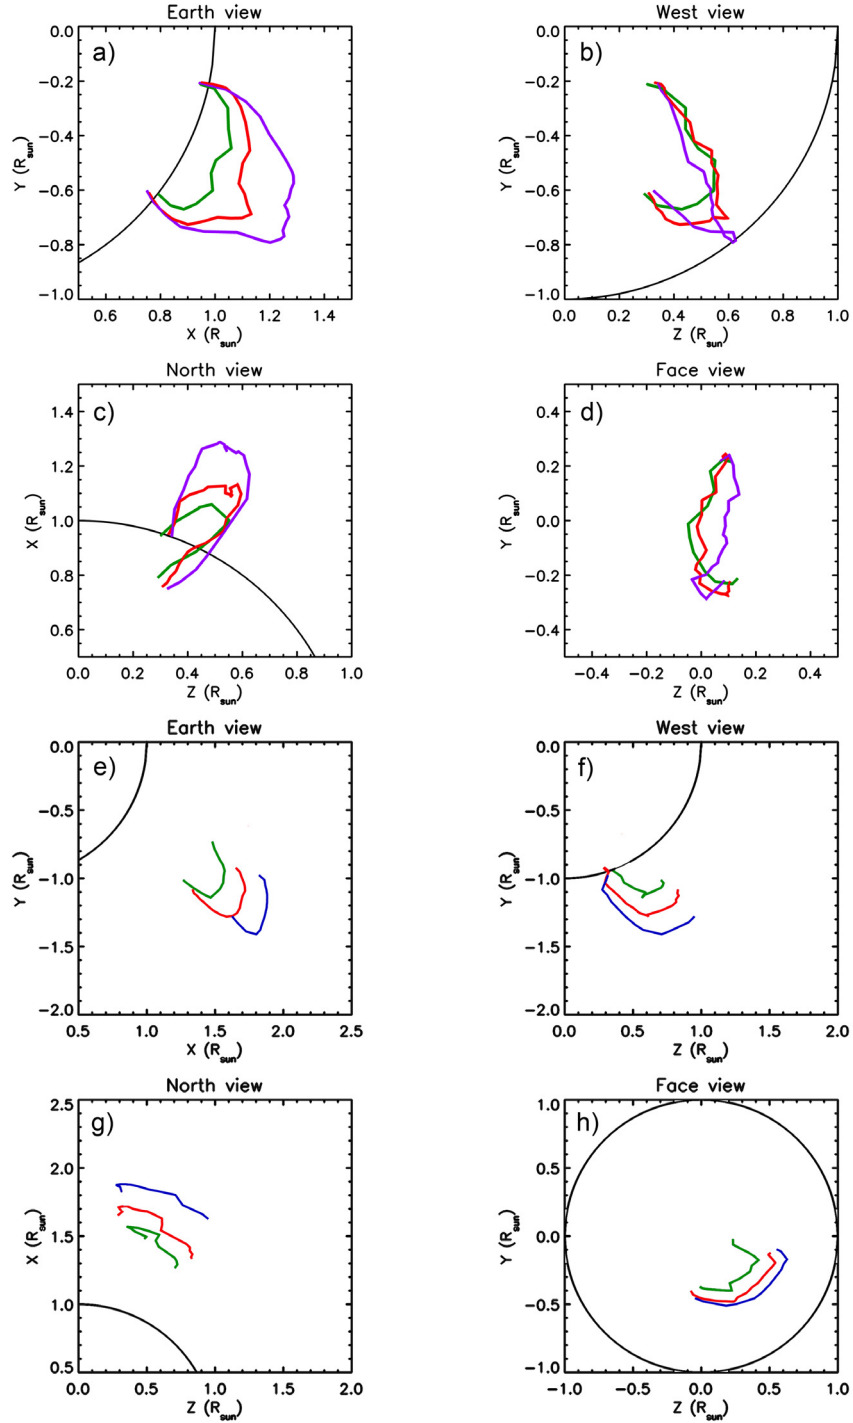 Earth view
West view
a)
b)
0.0
-0.2
-0.4
-0.6
-0.8
-1.0
Y (R_sun)
0.6 0.8 1.0 1.2 1.4
X (R_sun)
0.0
-0.2
-0.4
-0.6
-0.8
-1.0
Y (R_sun)
0.0 0.2 0.4 0.6 0.8 1.0
Z (R_sun)
North view
Face view
c)
d)
1.4
1.2
1.0
0.8
0.6
X (R_sun)
0.0 0.2 0.4 0.6 0.8 1.0
Z (R_sun)
0.4
0.2
0.0
-0.2
-0.4
Y (R_sun)
-0.4 -0.2 0.0 0.2 0.4
Z (R_sun)
Earth view
West view
e)
f)
0.0
-0.5
-1.0
-1.5
-2.0
Y (R_sun)
0.5 1.0 1.5 2.0 2.5
X (R_sun)
0.0
-0.5
-1.0
-1.5
-2.0
Y (R_sun)
0.0 0.5 1.0 1.5 2.0
Z (R_sun)
North view
Face view
g)
h)
2.5
2.0
1.5
1.0
0.5
X (R_sun)
0.0 0.5 1.0 1.5 2.0
Z (R_sun)
1.0
0.5
0.0
-0.5
-1.0
Y (R_sun)
-1.0 -0.5 0.0 0.5 1.0
Z (R_sun)